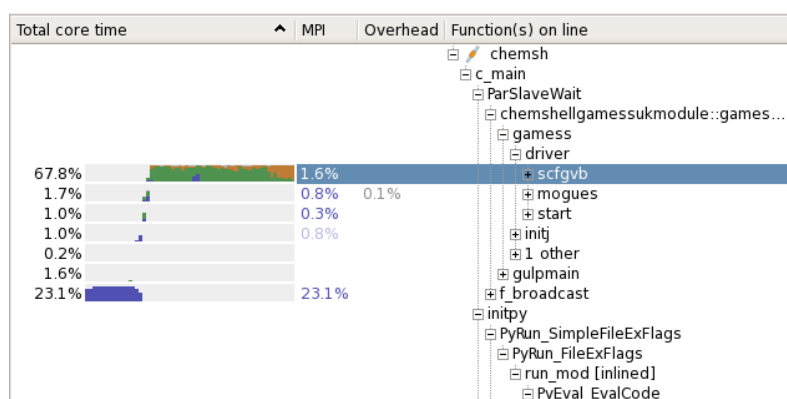 Total core time MPI Overhead Function(s) on line
chemsh
c_main
ParSlaveWait
chemshellgamessukmodule::games...
gamess
driver
67.8% 1.6% scfgvb
1.7% 0.8% 0.1% mogues
1.0% 0.3% start
1.0% 0.8% initj
0.2% 1 other
1.6% gulpmain
23.1% 23.1% f_broadcast
initpy
PyRun_SimpleFileExFlags
PyRun_FileExFlags
run_mod [inlined]
PyEval_EvalCode